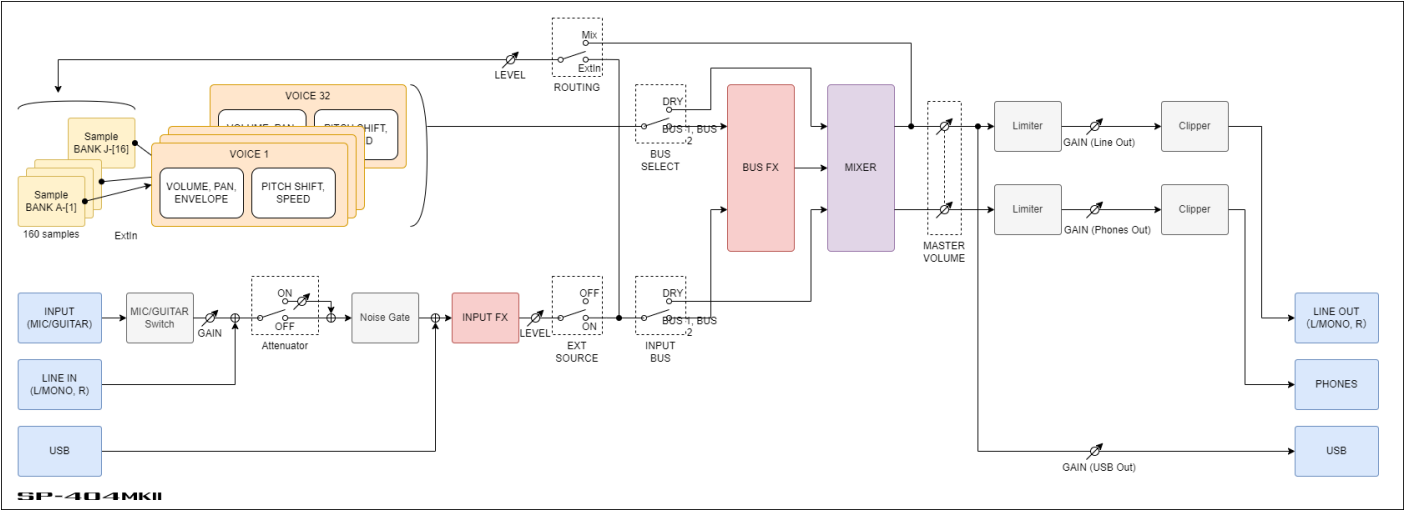 Mix
ExtIn
LEVEL
ROUTING
VOICE 32
VOLUME, PAN,
PITCH SHIFT,
Sample
BANK J-[16]
VOICE 1
VOLUME, PAN,
ENVELOPE
PITCH SHIFT,
SPEED
Sample
BANK A-[1]
160 samples
ExtIn
DRY
BUS 1, BUS
2
BUS
SELECT
BUS FX
MIXER
MASTER
VOLUME
Limiter
GAIN (Line Out)
Clipper
Limiter
GAIN (Phones Out)
Clipper
INPUT
(MIC/GUITAR)
MIC/GUITAR
Switch
GAIN
ON
OFF
Attenuator
Noise Gate
INPUT FX
LEVEL
OFF
ON
EXT
SOURCE
DRY
BUS 1, BUS
2
INPUT
BUS
LINE OUT
(L/MONO, R)
LINE IN
(L/MONO, R)
PHONES
USB
GAIN (USB Out)
USB
SP-404MKII